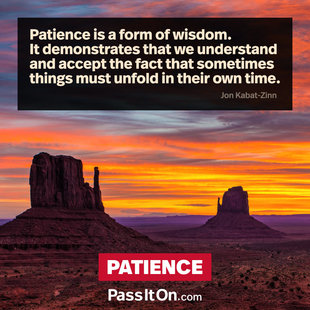 Patience is a form of wisdom.
It demonstrates that we understand
and accept the fact that sometimes
things must unfold in their own time.
Jon Kabat-Zinn
PATIENCE
PassItOn.com